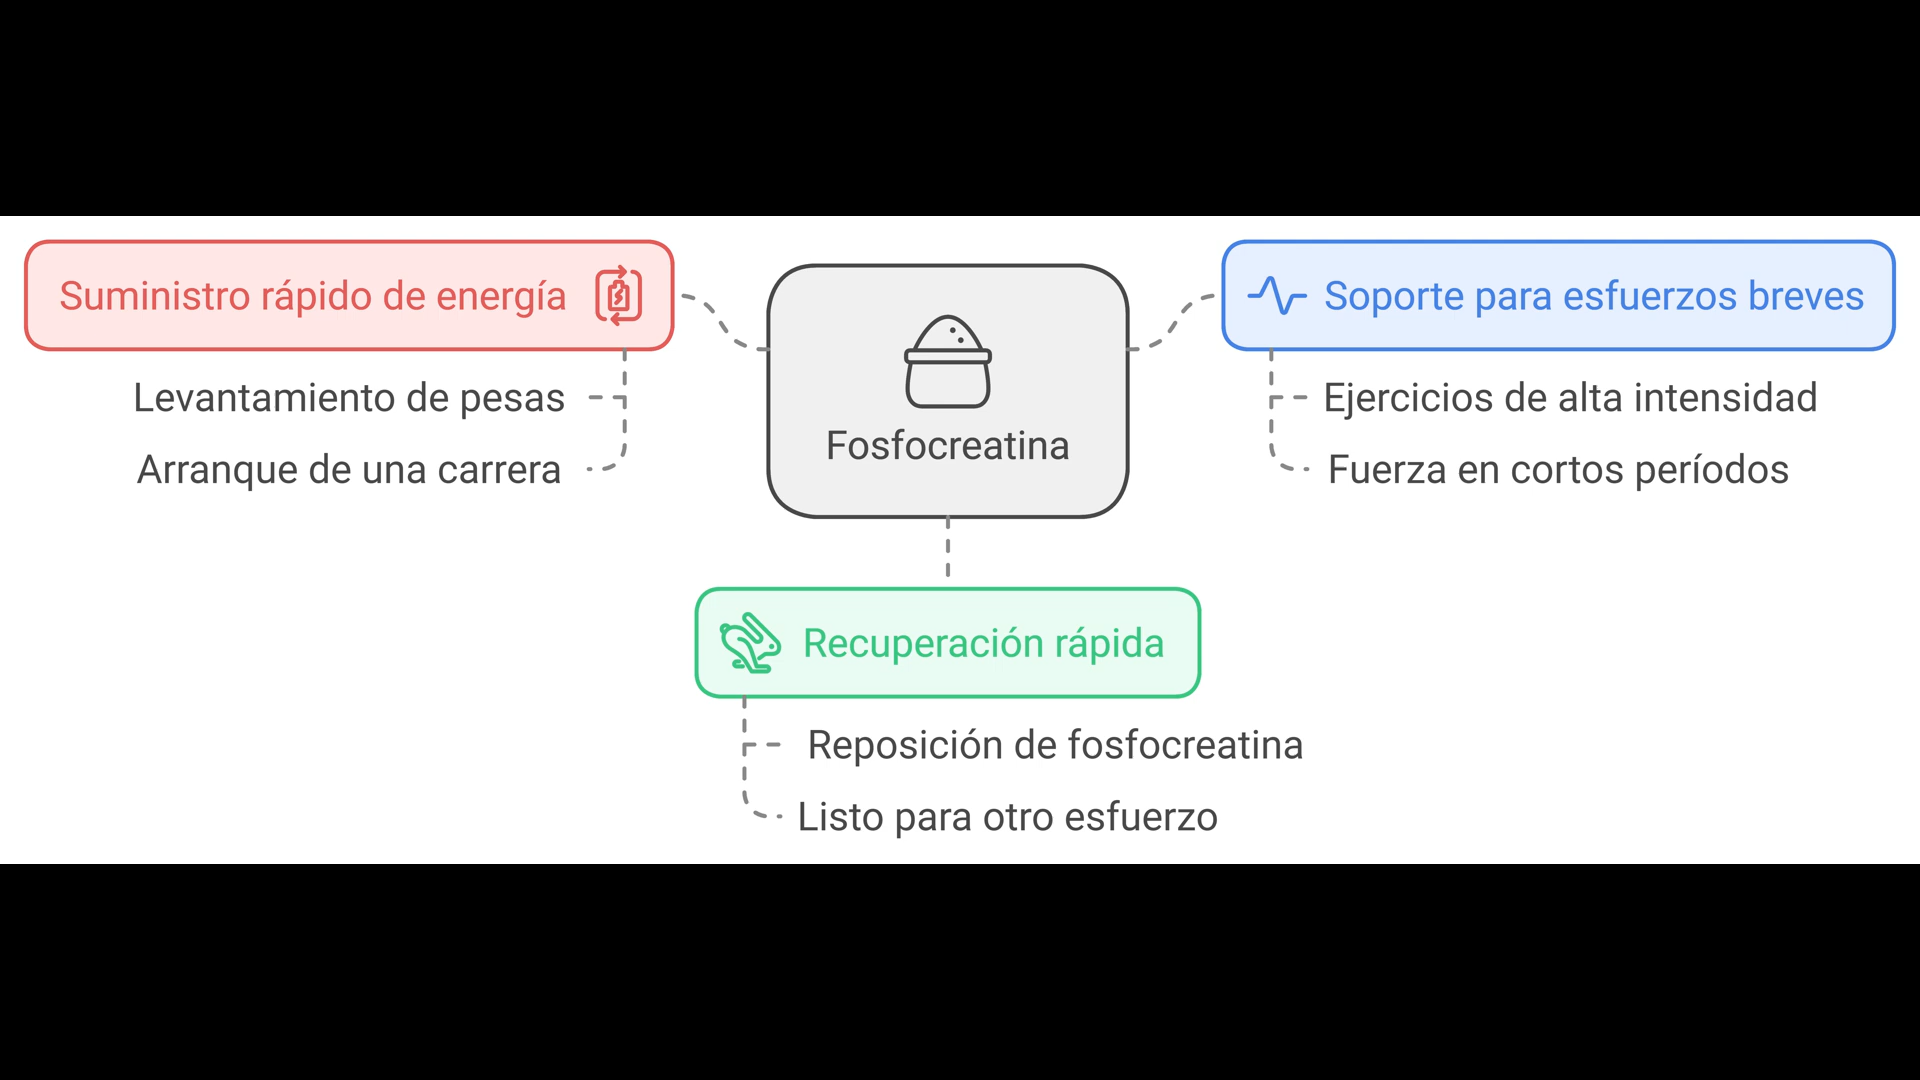 Suministro rápido de energía
Levantamiento de pesas
Arranque de una carrera
Fosfocreatina
Soporte para esfuerzos breves
Ejercicios de alta intensidad
Fuerza en cortos períodos
Recuperación rápida
Reposición de fosfocreatina
Listo para otro esfuerzo